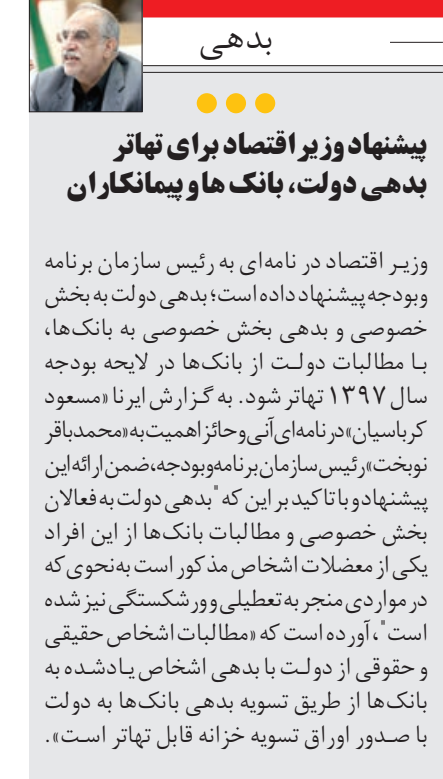 بدهی
پیشنهاد وزیر اقتصاد برای تهاتر
بدهی دولت، بانک ها و پیمانکاران
وزیر اقتصاد در نامه‌ای به رئیس سازمان برنامه
وبودجه پیشنهاد داده است؛ بدهی دولت به بخش
خصوصی و بدهی بخش خصوصی به بانک‌ها،
با مطالبات دولت از بانک‌ها در لایحه بودجه
سال ۱۳۹۷ تهاتر شود. به گزارش ایرنا «مسعود
کرباسیان» در نامه‌ای آنی و حائز اهمیت به «محمدباقر
نوبخت» رئیس سازمان برنامه وبودجه، ضمن ارائه این
پیشنهاد و با تاکید بر این که "بدهی دولت به فعالان
بخش خصوصی و مطالبات بانک‌ها از این افراد
یکی از معضلات اشخاص مذکور است به‌نحوی که
در مواردی منجر به تعطیلی و ورشکستگی نیز شده
است"، آورده است که «مطالبات اشخاص حقیقی
و حقوقی از دولت با بدهی اشخاص یادشده به
بانک‌ها از طریق تسویه بدهی بانک‌ها به دولت
با صدور اوراق تسویه خزانه قابل تهاتر است».